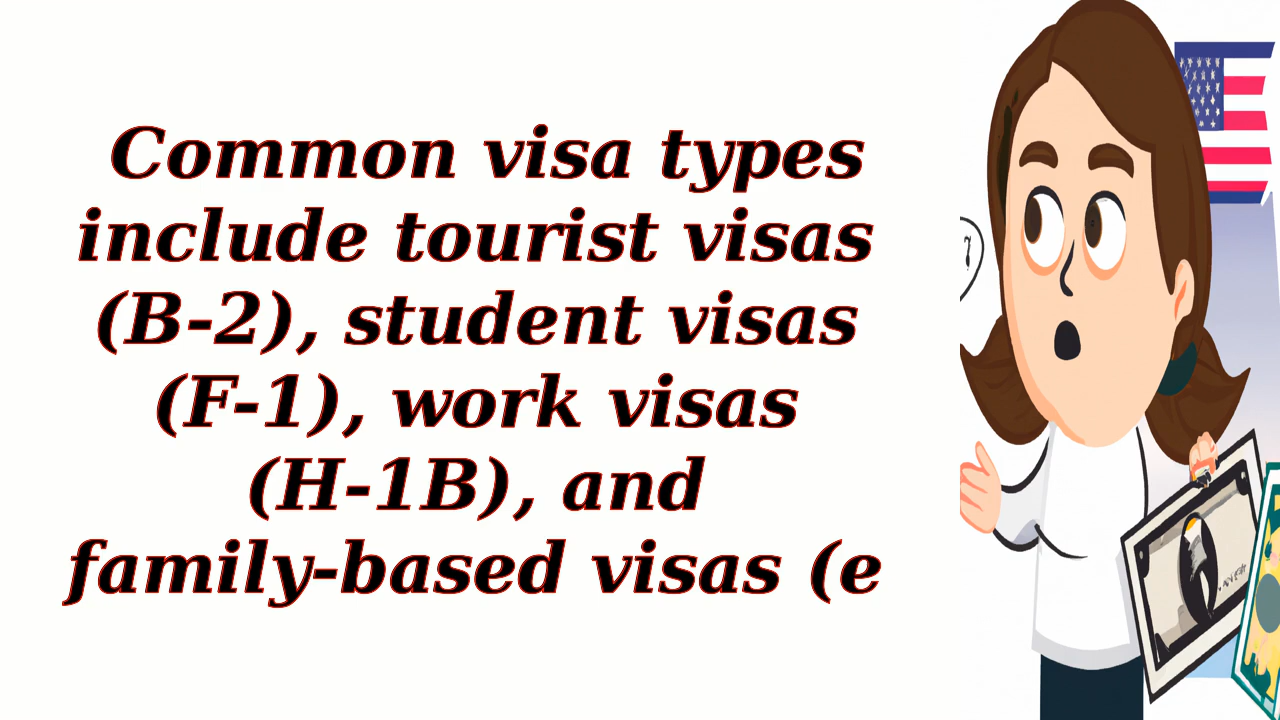 Common visa types
include tourist visas
(B-2), student visas
(F-1), work visas
(H-1B), and
family-based visas (e